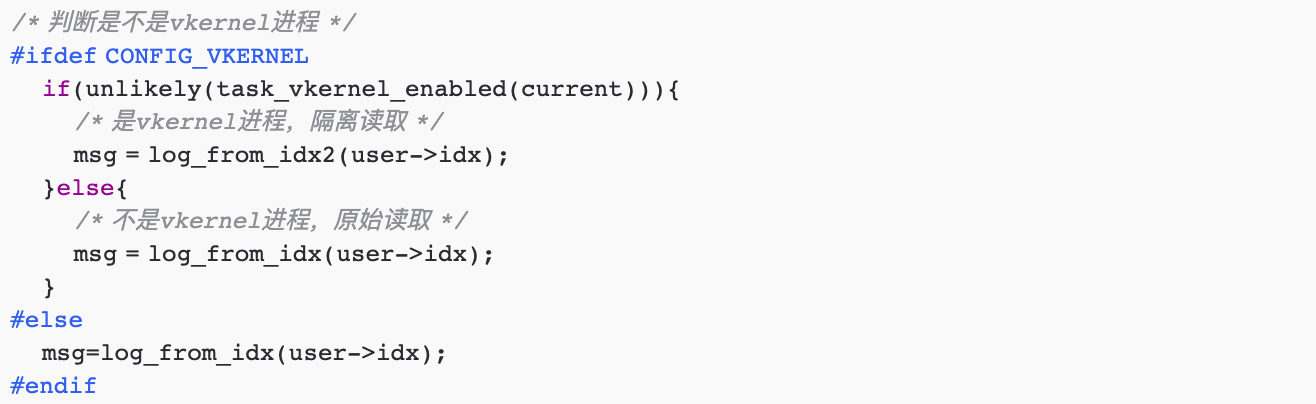 /* 判断是不是vkernel进程 */
#ifdef CONFIG_VKERNEL
if(unlikely(task_vkernel_enabled(current))){
/* 是vkernel进程，隔离读取 */
msg = log_from_idx2(user->idx);
}else{
/* 不是vkernel进程，原始读取 */
msg = log_from_idx(user->idx);
}
#else
msg=log_from_idx(user->idx);
#endif